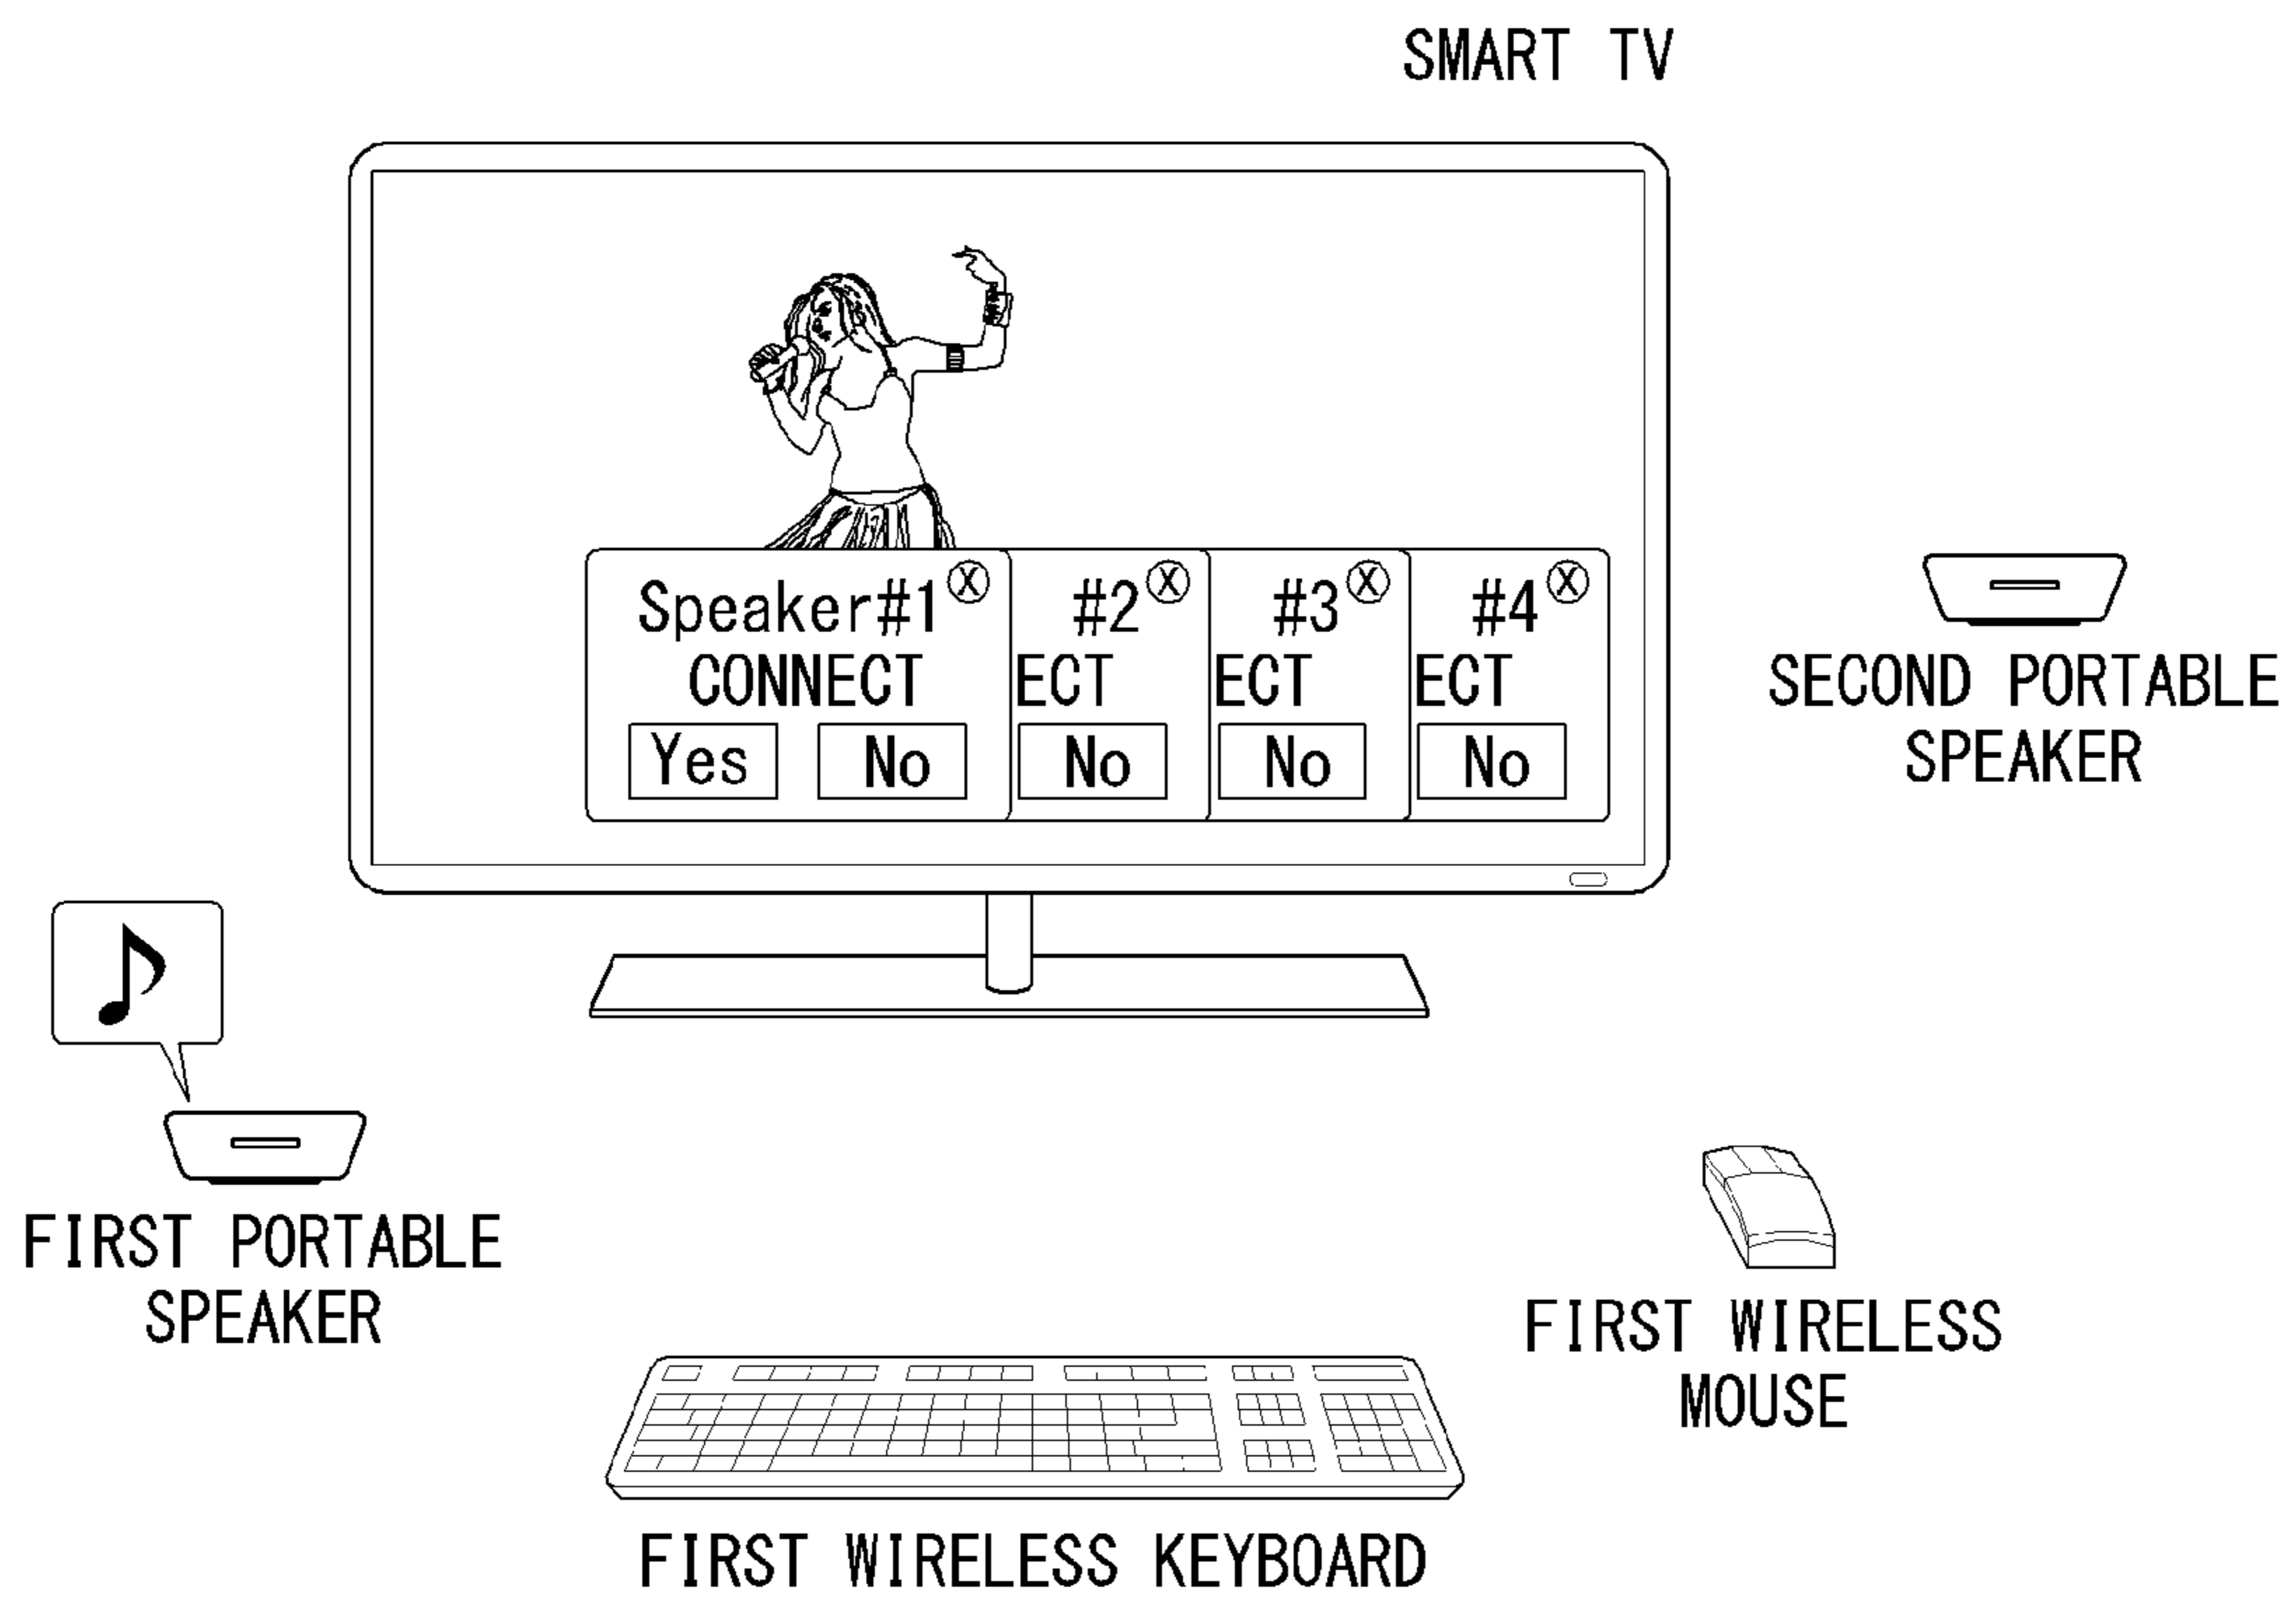 SMART TV
Speaker#1 Ⓧ #2 Ⓧ #3 Ⓧ #4 Ⓧ
CONNECT ECT ECT ECT
Yes No No No No
SECOND PORTABLE
SPEAKER
FIRST PORTABLE
SPEAKER
FIRST WIRELESS
MOUSE
FIRST WIRELESS KEYBOARD